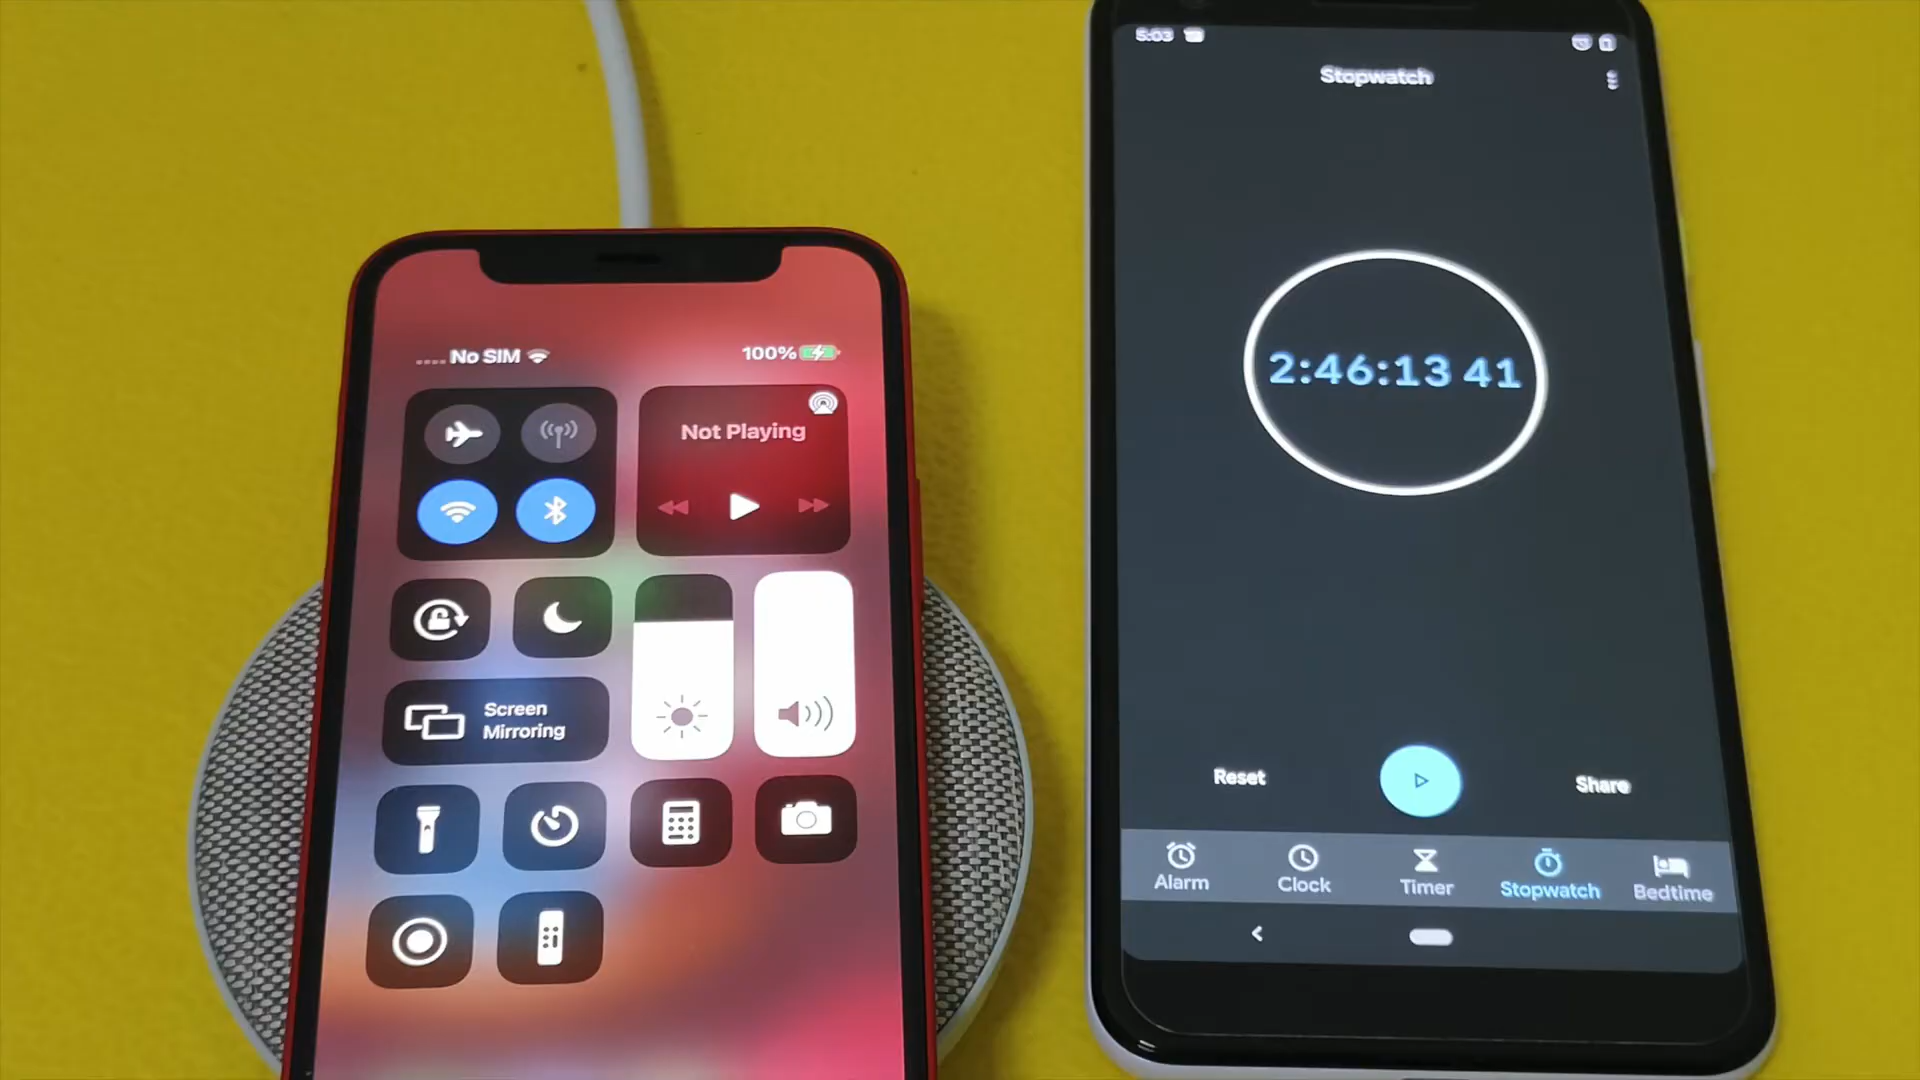 No SIM
100%
Not Playing
Screen
Mirroring
5:03
Stopwatch
2:46:13 41
Reset
Share
Alarm
Clock
Timer
Stopwatch
Bedtime